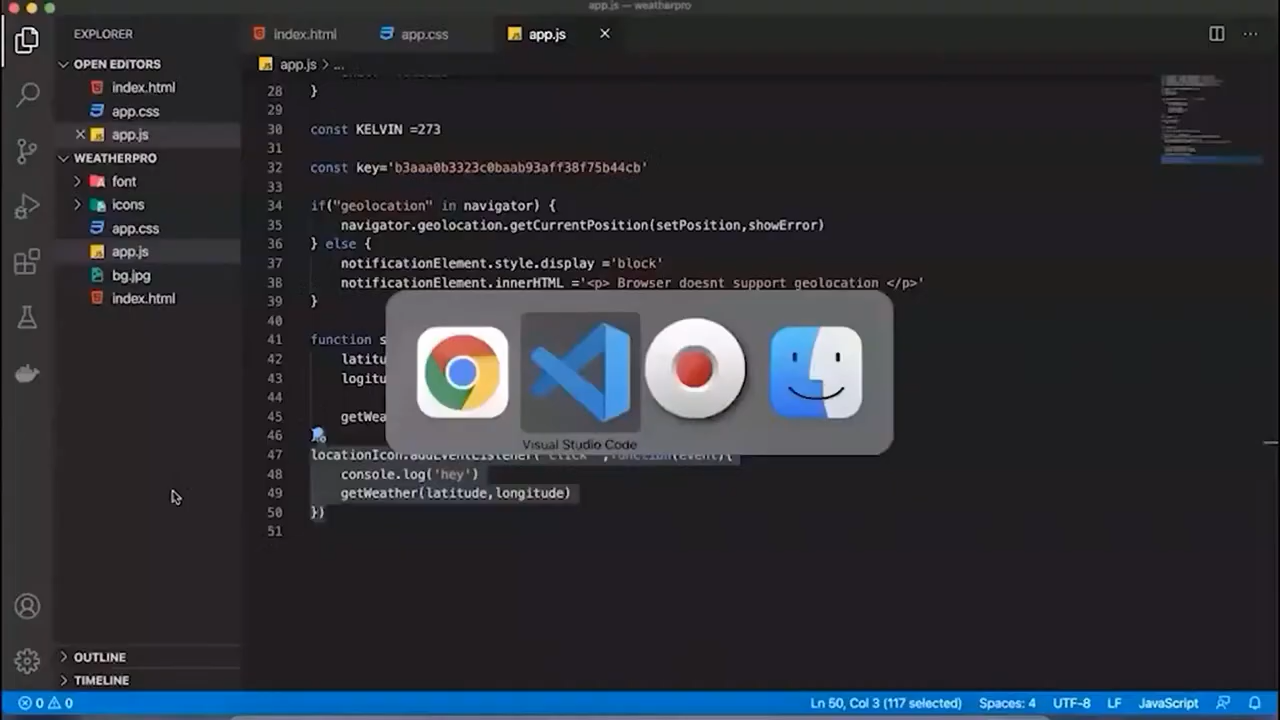 app.js — weatherpro
EXPLORER
index.html
app.css
app.js
OPEN EDITORS
index.html
app.css
app.js
WEATHERPRO
font
icons
app.css
app.js
bg.jpg
index.html
OUTLINE
TIMELINE
app.js > ...
28 }
29
30 const KELVIN =273
31
32 const key='b3aaa0b3323c0baab93aff38f75b44cb'
33
34 if("geolocation" in navigator) {
35 navigator.geolocation.getCurrentPosition(setPosition,showError)
36 } else {
37 notificationElement.style.display ='block'
38 notificationElement.innerHTML ='<p> Browser doesnt support geolocation </p>'
39 }
40
41 function s
42 latitu
43 logitu
44
45 getWea
46
47 locationIcon.addEventListener('click',function(event){
48 console.log('hey')
49 getWeather(latitude,longitude)
50 })
51
Visual Studio Code
0 0
Ln 50, Col 3 (117 selected)
Spaces: 4
UTF-8
LF
JavaScript